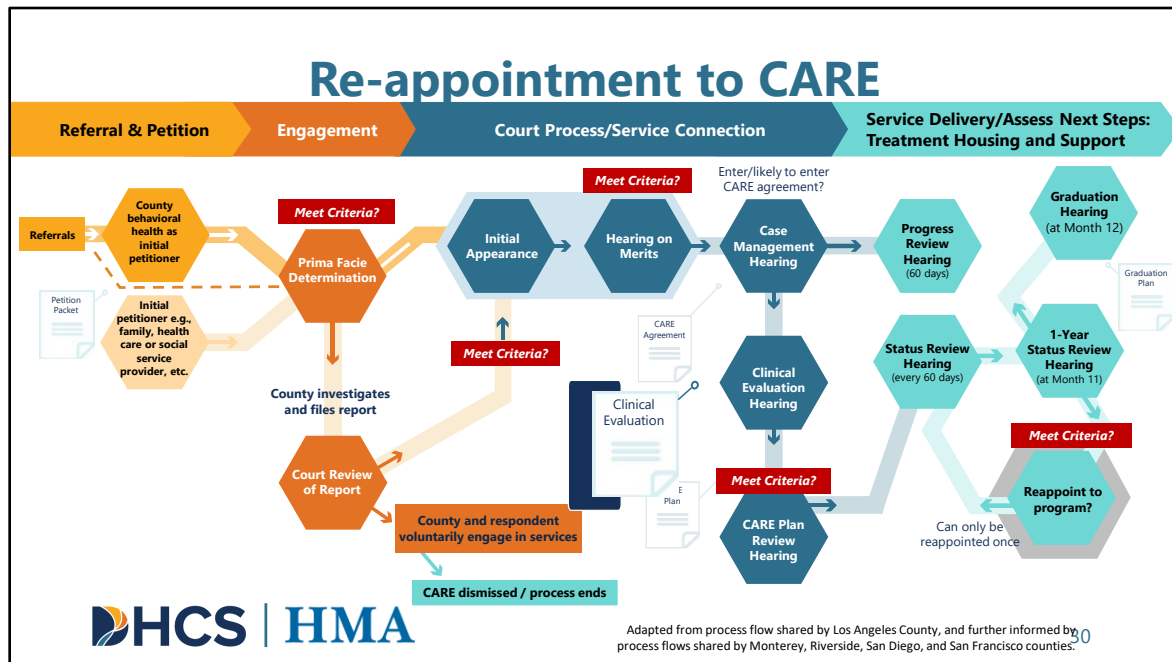 Re-appointment to CARE
Referral & Petition
Engagement
Court Process/Service Connection
Service Delivery/Assess Next Steps:
Treatment Housing and Support
Referrals
County
behavioral
health as
initial
petitioner
Petition
Packet
Initial
petitioner e.g.,
family, health
care or social
service
provider, etc.
Meet Criteria?
Prima Facie
Determination
County investigates
and files report
Court Review
of Report
County and respondent
voluntarily engage in services
CARE dismissed / process ends
Meet Criteria?
Initial
Appearance
Meet Criteria?
Hearing on
Merits
Enter/likely to enter
CARE agreement?
Case
Management
Hearing
CARE
Agreement
Clinical
Evaluation
Clinical
Evaluation
Hearing
E
Plan
Meet Criteria?
CARE Plan
Review
Hearing
Progress
Review
Hearing
(60 days)
Status Review
Hearing
(every 60 days)
Graduation
Hearing
(at Month 12)
Graduation
Plan
1-Year
Status Review
Hearing
(at Month 11)
Meet Criteria?
Reappoint to
program?
Can only be
reappointed once
DHCS | HMA
Adapted from process flow shared by Los Angeles County, and further informed by
process flows shared by Monterey, Riverside, San Diego, and San Francisco counties.
30